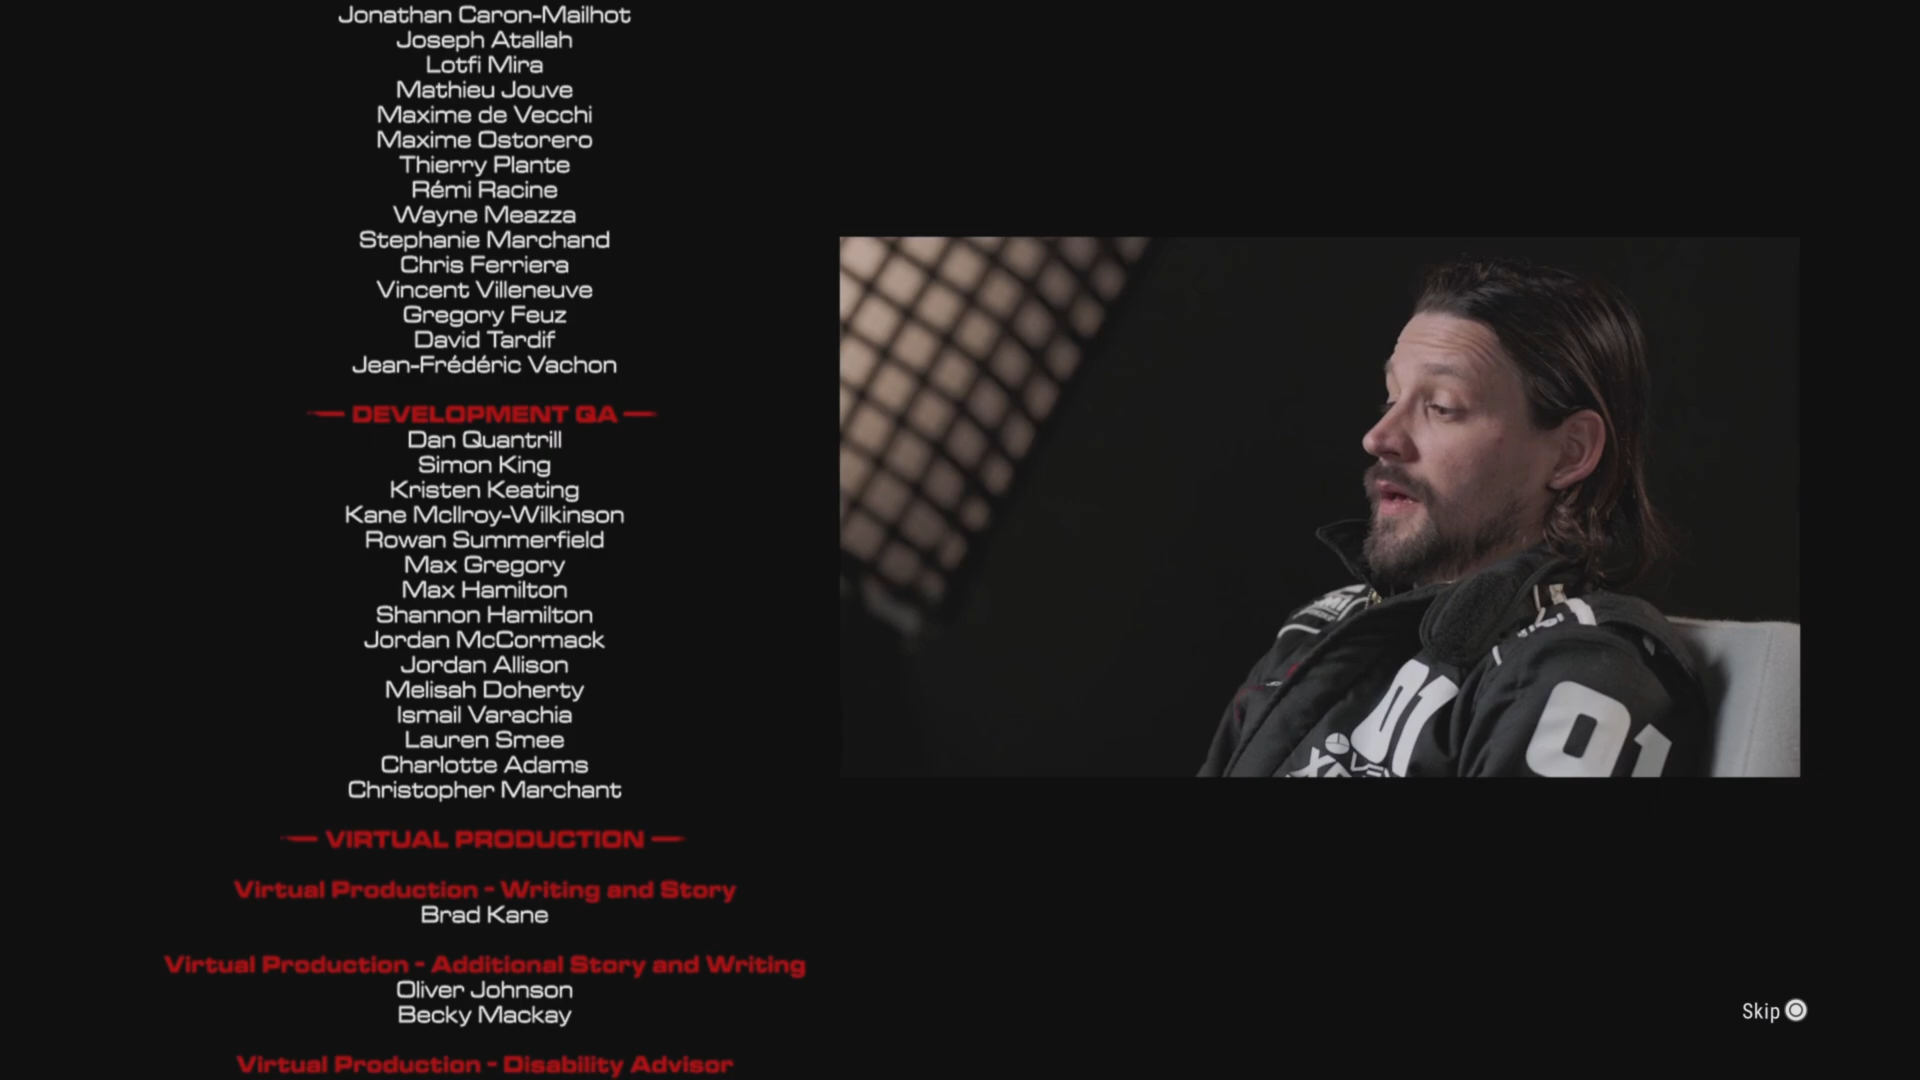 Jonathan Caron-Mailhot
Joseph Atallah
Lotfi Mira
Mathieu Jouve
Maxime de Vecchi
Maxime Ostorero
Thierry Plante
Rémi Racine
Wayne Meazza
Stephanie Marchand
Chris Ferriera
Vincent Villeneuve
Gregory Feuz
David Tardif
Jean-Frédéric Vachon
DEVELOPMENT QA
Dan Quantrill
Simon King
Kristen Keating
Kane McIlroy-Wilkinson
Rowan Summerfield
Max Gregory
Max Hamilton
Shannon Hamilton
Jordan McCormack
Jordan Allison
Melisah Doherty
Ismail Varachia
Lauren Smee
Charlotte Adams
Christopher Marchant
VIRTUAL PRODUCTION
Virtual Production - Writing and Story
Brad Kane
Virtual Production - Additional Story and Writing
Oliver Johnson
Becky Mackay
Virtual Production - Disability Advisor
01
01
Skip